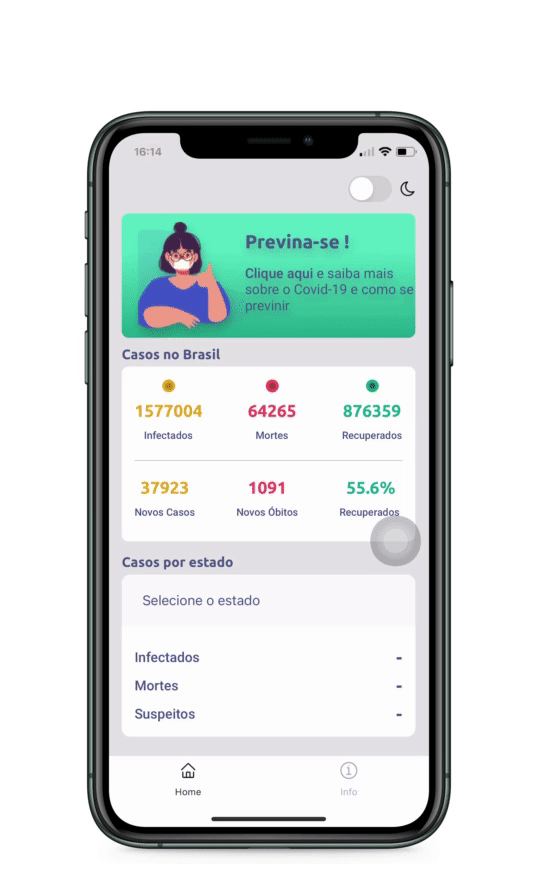 16:14
Previna-se !
Clique aqui e saiba mais
sobre o Covid-19 e como se
previnir
Casos no Brasil
1577004 64265 876359
Infectados Mortes Recuperados
37923 1091 55.6%
Novos Casos Novos Óbitos Recuperados
Casos por estado
Selecione o estado
Infectados -
Mortes -
Suspeitos -
Home Info